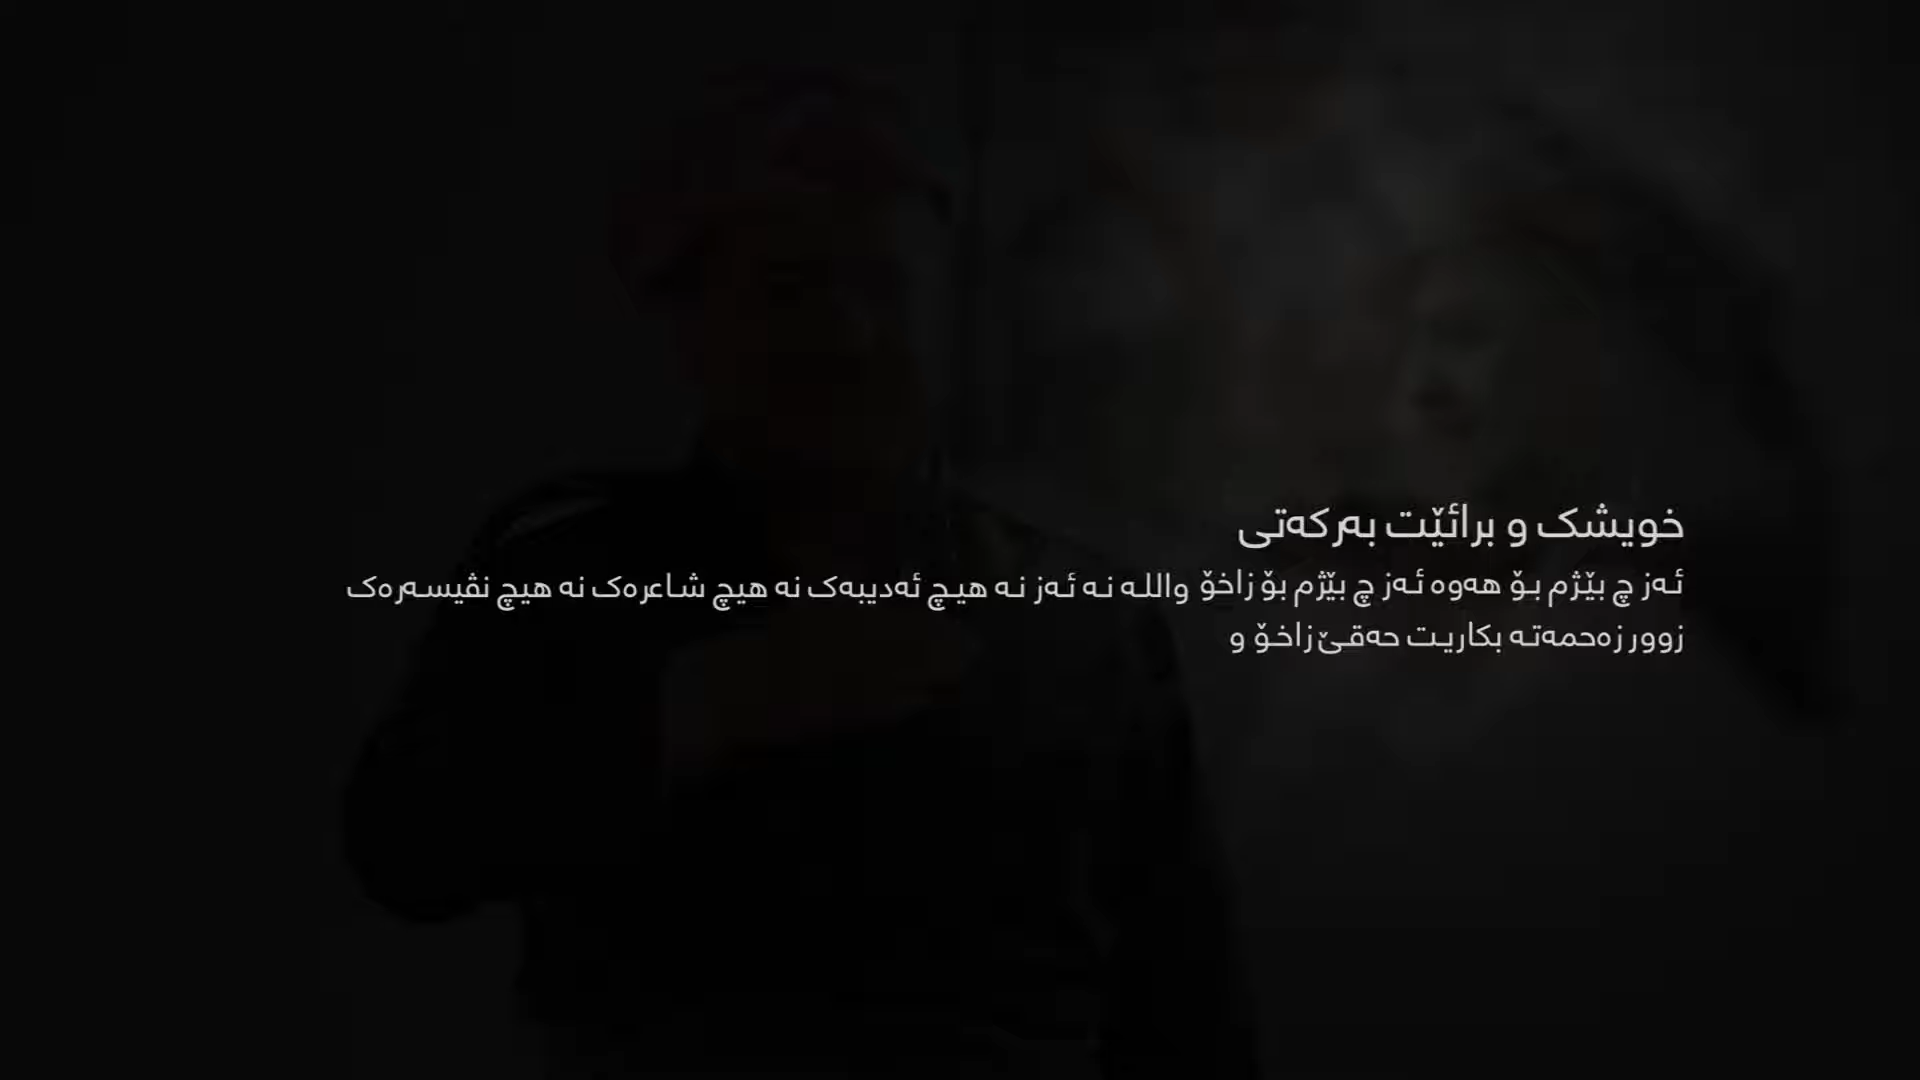 خویشک و برائێت بەرکەتی
ئەز چ بێژم بۆ هەوە ئەز چ بێژم بۆ زاخۆ واللە نە ئەز نە هیچ ئەدیبەک نە هیچ شاعرەک نە هیچ نڤیسەرەک
زوور زەحمەتە بکاریت حەقێ زاخۆ و